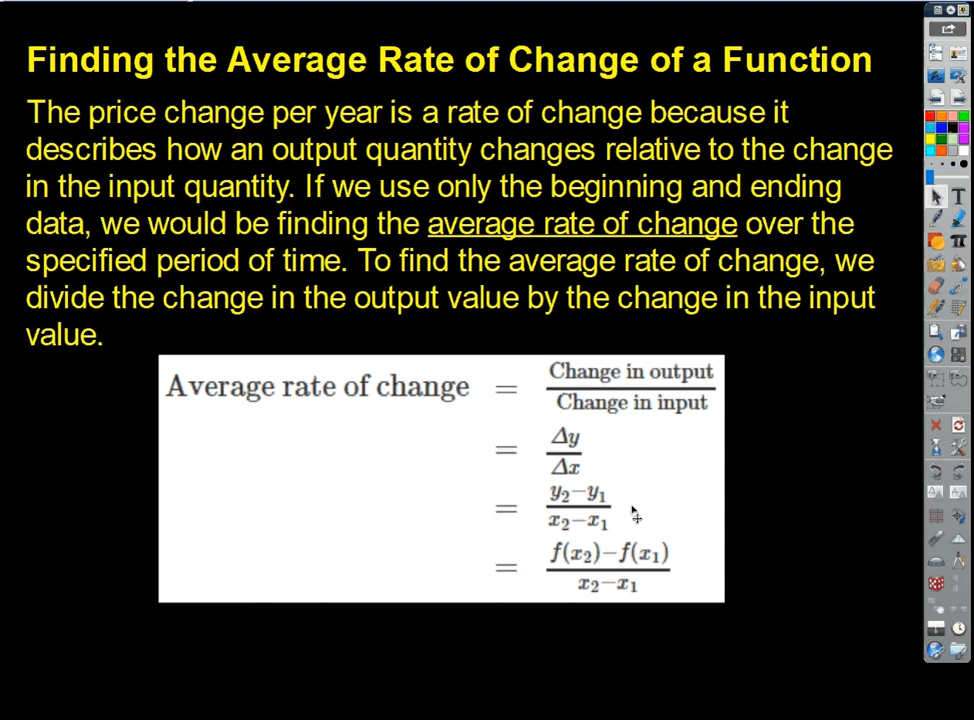 Finding the Average Rate of Change of a Function
The price change per year is a rate of change because it
describes how an output quantity changes relative to the change
in the input quantity. If we use only the beginning and ending
data, we would be finding the average rate of change over the
specified period of time. To find the average rate of change, we
divide the change in the output value by the change in the input
value.
Average rate of change = Change in output / Change in input
= Δy / Δx
= y₂−y₁ / x₂−x₁
= f(x₂)−f(x₁) / x₂−x₁